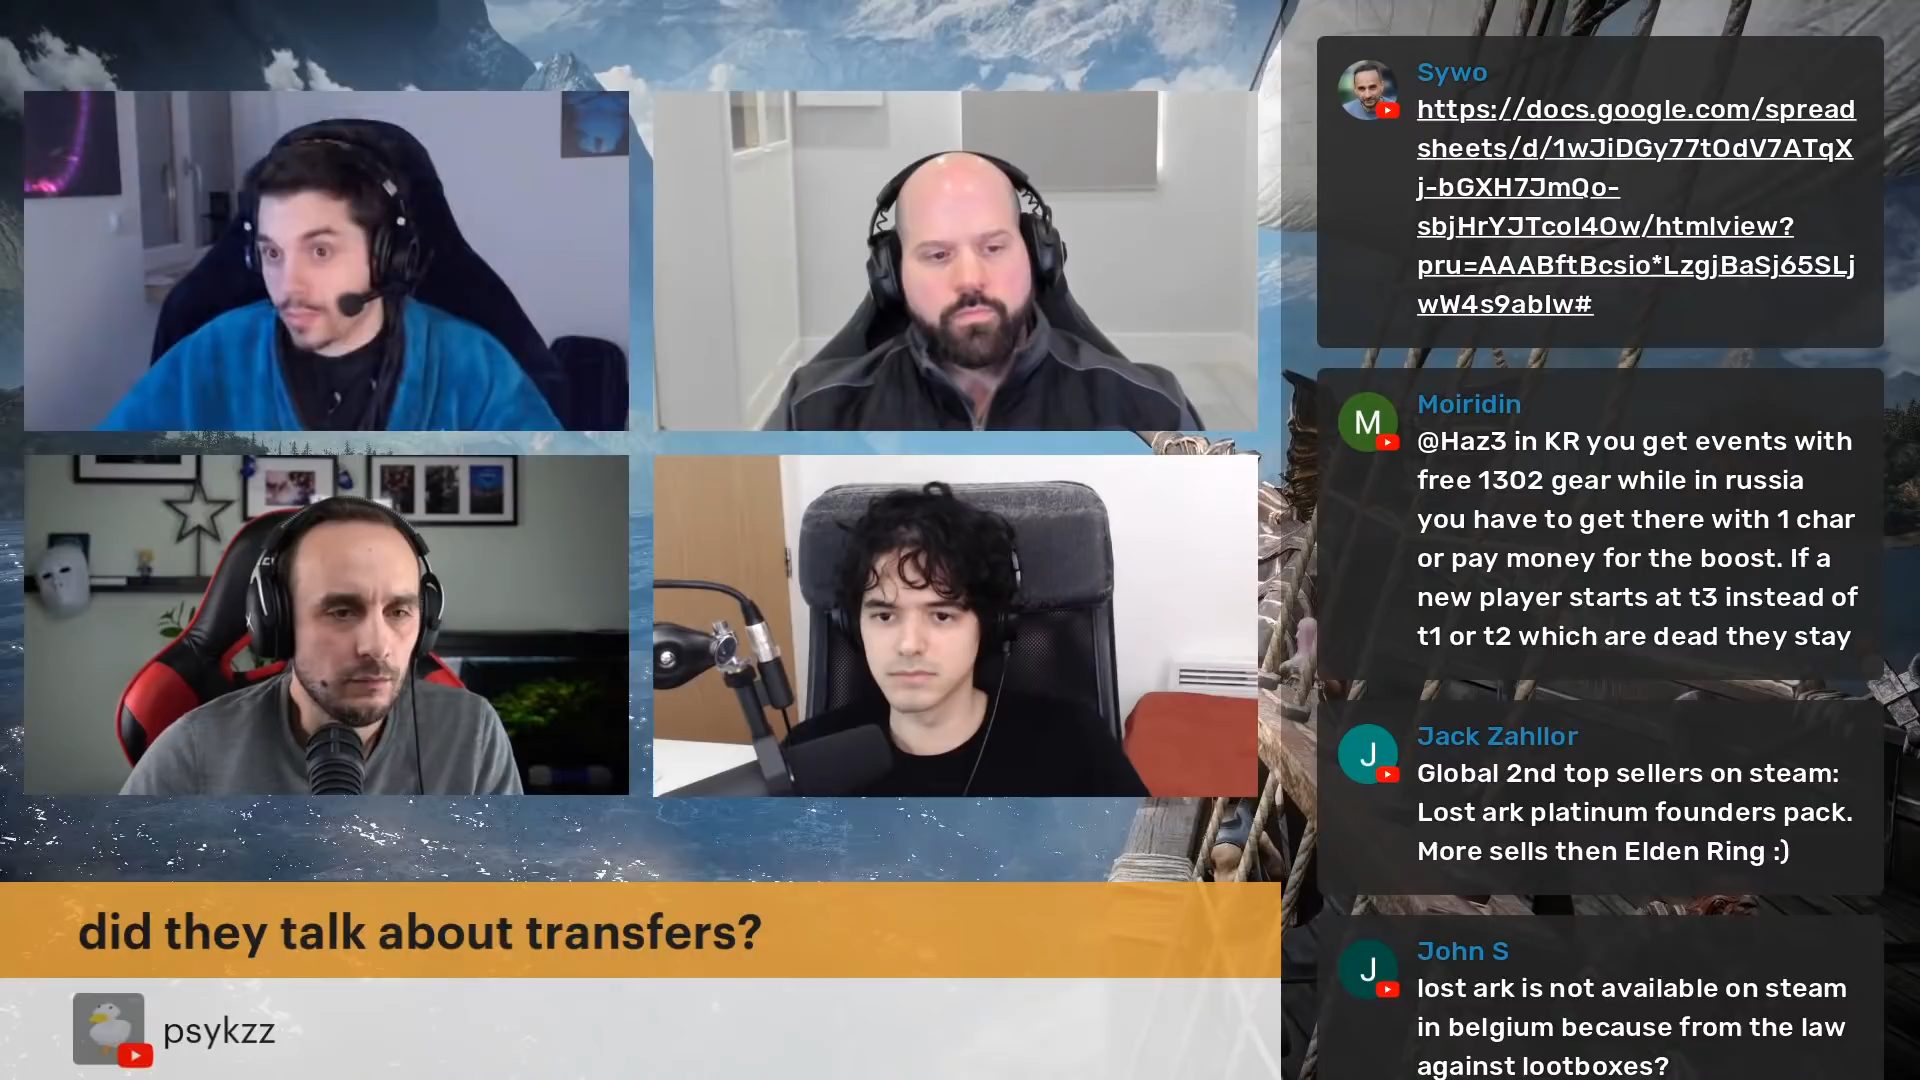 Sywo
https://docs.google.com/spread
sheets/d/1wJiDGy77tOdV7ATqX
j-bGXH7JmQo-
sbjHrYJTcoI4Ow/htmlview?
pru=AAABftBcsio*LzgjBaSj65SLj
wW4s9abIw#
M
Moiridin
@Haz3 in KR you get events with
free 1302 gear while in russia
you have to get there with 1 char
or pay money for the boost. If a
new player starts at t3 instead of
t1 or t2 which are dead they stay
J
Jack Zahllor
Global 2nd top sellers on steam:
Lost ark platinum founders pack.
More sells then Elden Ring :)
J
John S
lost ark is not available on steam
in belgium because from the law
against lootboxes?
did they talk about transfers?
psykzz